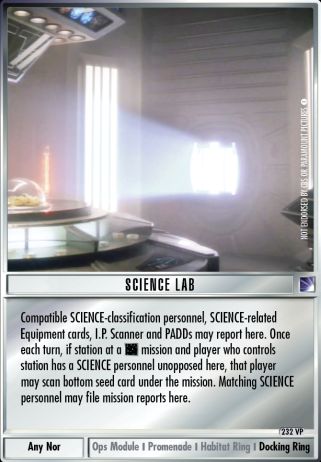 NOT ENDORSED BY CBS OR PARAMOUNT PICTURES
SCIENCE LAB
Compatible SCIENCE-classification personnel, SCIENCE-related
Equipment cards, I.P. Scanner and PADDs may report here. Once
each turn, if station at a mission and player who controls
station has a SCIENCE personnel unopposed here, that player
may scan bottom seed card under the mission. Matching SCIENCE
personnel may file mission reports here.
232 VP
Any Nor
Ops Module I Promenade I Habitat Ring I Docking Ring